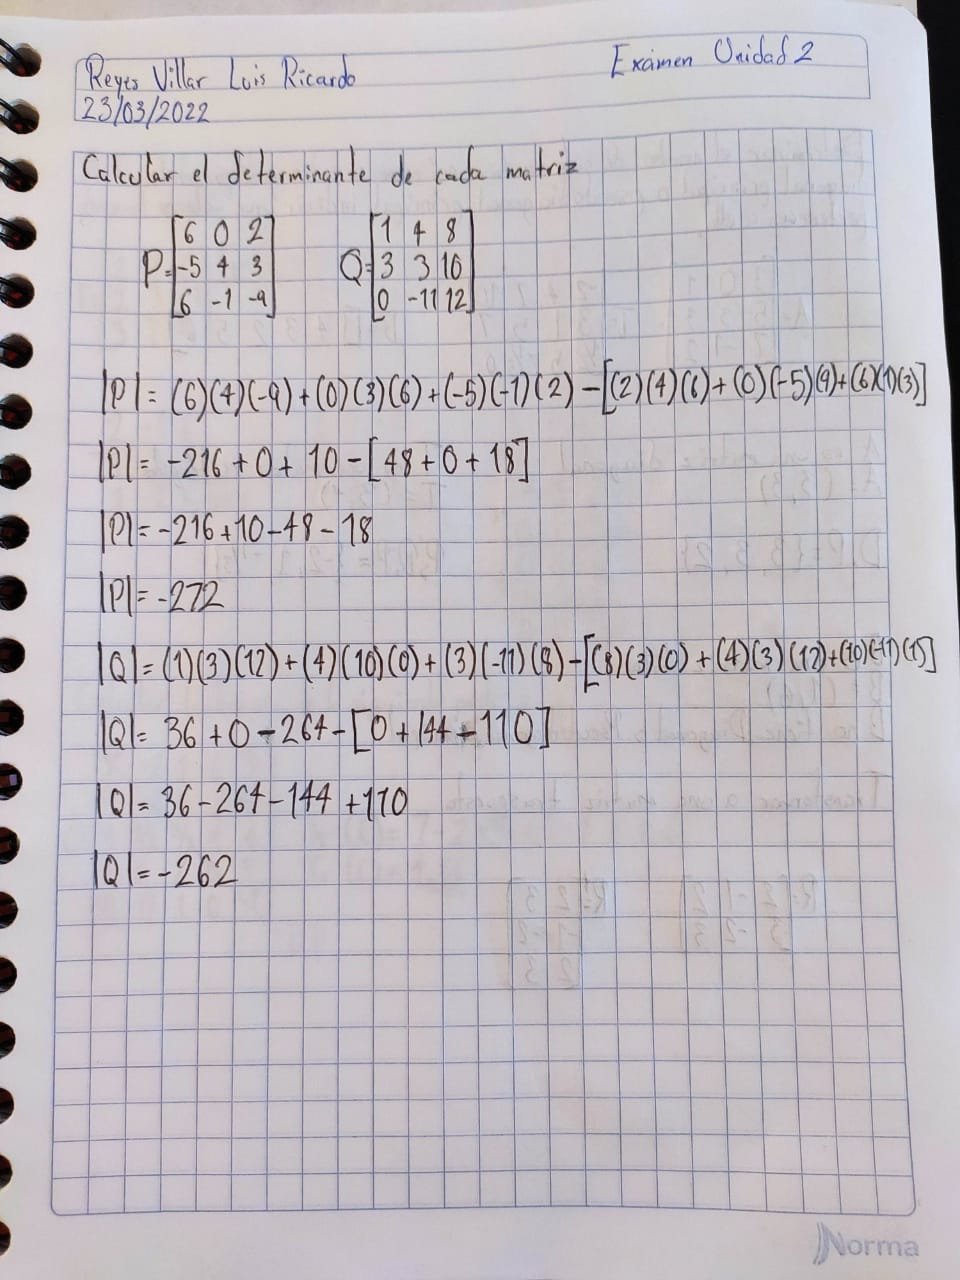 Reyes Villar Luis Ricardo
Examen Unidad 2
23/03/2022
Calcular el determinante de cada matriz
P= [6 0 2
-5 4 3
6 -1 -9]
Q= [1 4 8
3 3 10
0 -11 12]
|P|= (6)(4)(-9)+(0)(3)(6)+(-5)(-1)(2)-[(2)(4)(6)+(0)(-5)(9)+(6)(1)(3)]
|P|= -216+0+10-[48+0+18]
|P|= -216+10-48-18
|P|= -272
|Q|= (1)(3)(12)+(4)(10)(0)+(3)(-11)(8)-[(8)(3)(0)+(4)(3)(12)+(10)(-11)(1)]
|Q|= 36+0-264-[0+144-110]
|Q|= 36-264-144+110
|Q|=-262
Norma